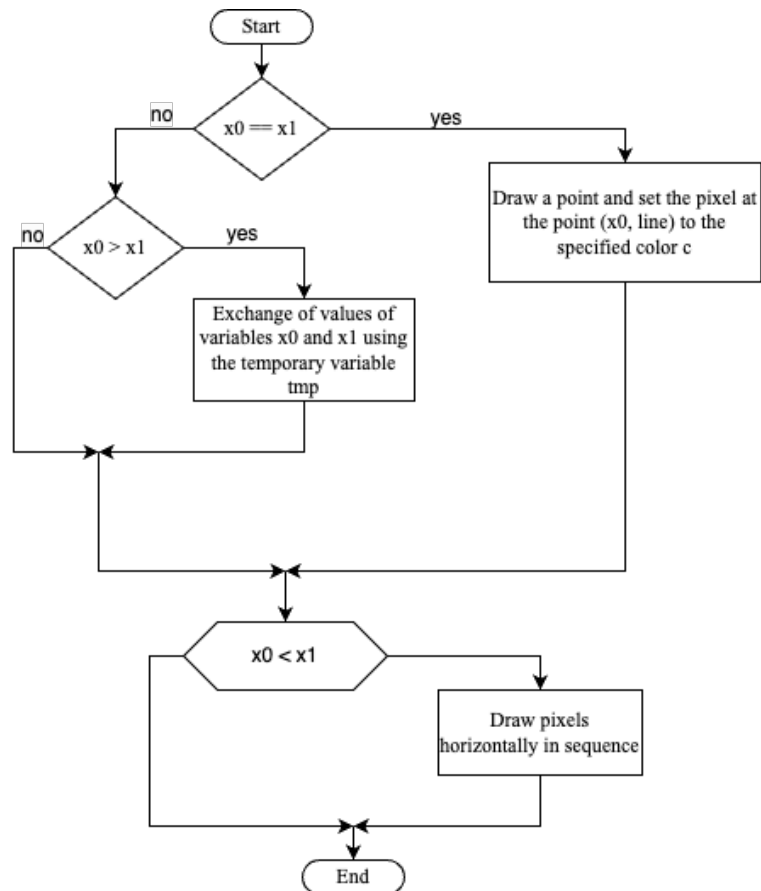 Start
x0 == x1
no
yes
Draw a point and set the pixel at
the point (x0, line) to the
specified color c
x0 > x1
no
yes
Exchange of values of
variables x0 and x1 using
the temporary variable
tmp
x0 < x1
Draw pixels
horizontally in sequence
End